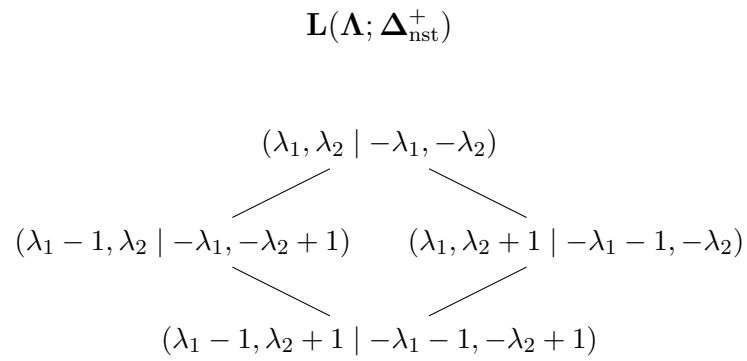 L(Λ; Δ⁺ₙₛₜ)
(λ₁, λ₂ | −λ₁, −λ₂)
(λ₁ − 1, λ₂ | −λ₁, −λ₂ + 1) (λ₁, λ₂ + 1 | −λ₁ − 1, −λ₂)
(λ₁ − 1, λ₂ + 1 | −λ₁ − 1, −λ₂ + 1)